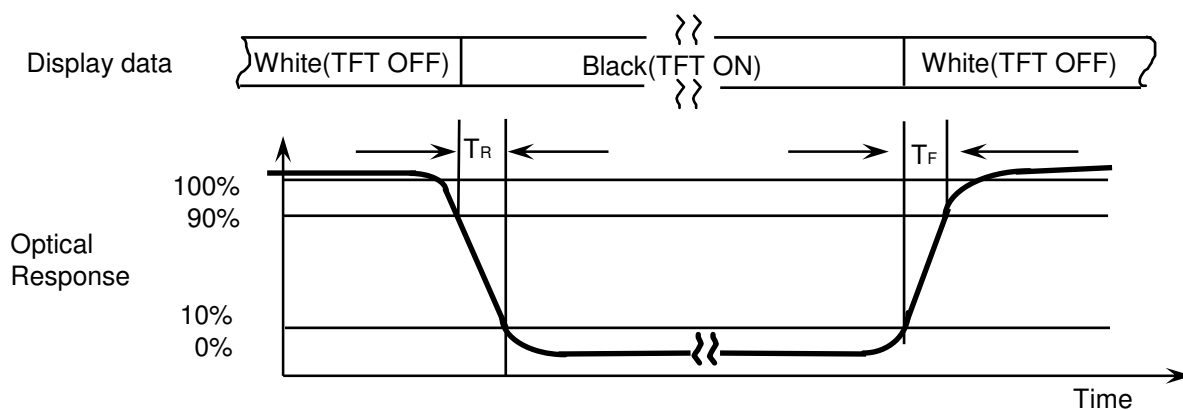 Display data
White(TFT OFF)
Black(TFT ON)
White(TFT OFF)
TR
TF
100%
90%
Optical
Response
10%
0%
Time